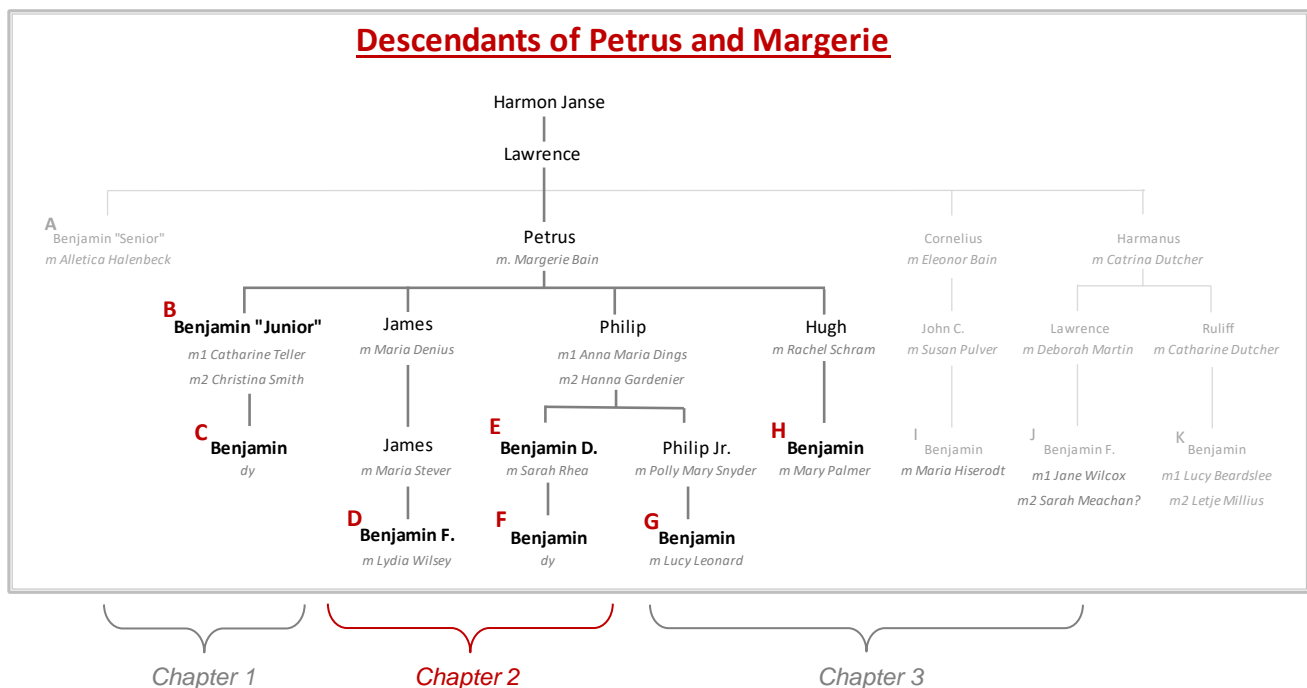 Descendants of Petrus and Margerie
Harmon Janse
Lawrence
A
Benjamin "Senior"
m Alletica Halenbeck
Petrus
m. Margerie Bain
Cornelius
m Eleonor Bain
Harmanus
m Catrina Dutcher
B
Benjamin "Junior"
m1 Catharine Teller
m2 Christina Smith
James
m Maria Denius
Philip
m1 Anna Maria Dings
m2 Hanna Gardenier
Hugh
m Rachel Schram
John C.
m Susan Pulver
Lawrence
m Deborah Martin
Ruliff
m Catharine Dutcher
C
Benjamin
dy
James
m Maria Stever
E
Benjamin D.
m Sarah Rhea
Philip Jr.
m Polly Mary Snyder
H
Benjamin
m Mary Palmer
I
Benjamin
m Maria Hiserodt
J
Benjamin F.
m1 Jane Wilcox
m2 Sarah Meachan?
K
Benjamin
m1 Lucy Beardslee
m2 Letje Millius
D
Benjamin F.
m Lydia Wilsey
F
Benjamin
dy
G
Benjamin
m Lucy Leonard
Chapter 1
Chapter 2
Chapter 3